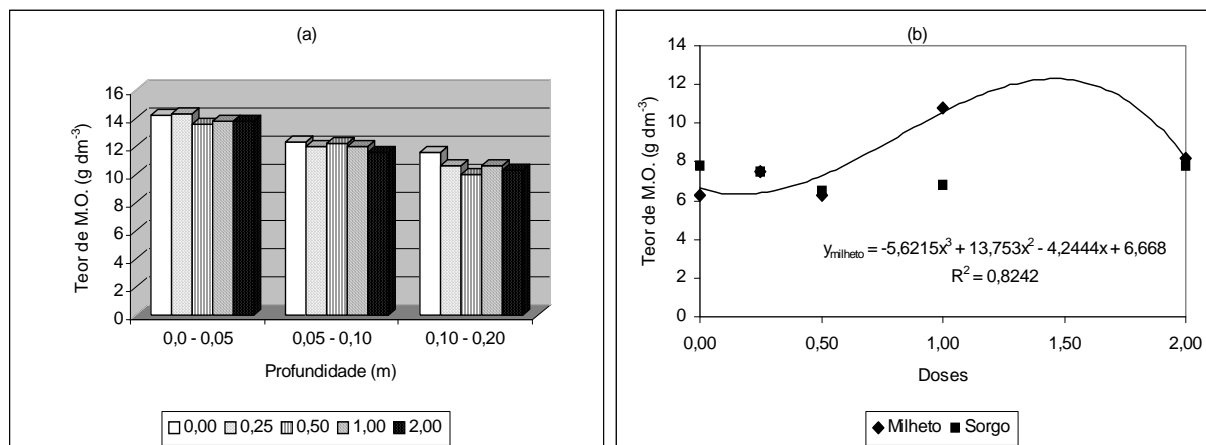 (a)
Teor de M.O. (g dm-3)
16
14
12
10
8
6
4
2
0
0,0 - 0,05 0,05 - 0,10 0,10 - 0,20
Profundidade (m)
0,00 0,25 0,50 1,00 2,00
(b)
Teor de M.O. (g dm-3)
14
12
10
8
6
4
2
0
ymilheto = -5,6215x3 + 13,753x2 - 4,2444x + 6,668
R2 = 0,8242
0,00 0,50 1,00 1,50 2,00
Doses
Milheto Sorgo